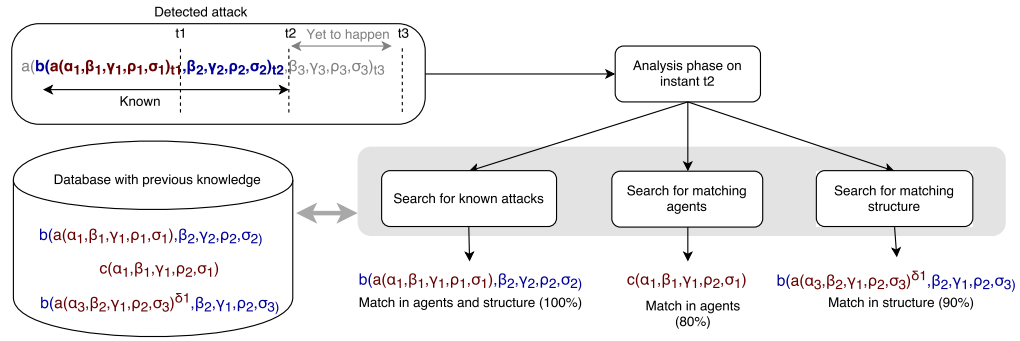 Detected attack
t1 t2 t3
Yet to happen
a(b(a(α₁,β₁,γ₁,ρ₁,σ₁)t1,β₂,γ₂,ρ₂,σ₂)t2,β₃,γ₃,ρ₃,σ₃)t3
Known
Analysis phase on
instant t2
Database with previous knowledge
b(a(α₁,β₁,γ₁,ρ₁,σ₁),β₂,γ₂,ρ₂,σ₂)
c(α₁,β₁,γ₁,ρ₂,σ₁)
b(a(α₃,β₂,γ₁,ρ₂,σ₃)^δ1,β₂,γ₁,ρ₂,σ₃)
Search for known attacks
Search for matching
agents
Search for matching
structure
b(a(α₁,β₁,γ₁,ρ₁,σ₁),β₂,γ₂,ρ₂,σ₂)
Match in agents and structure (100%)
c(α₁,β₁,γ₁,ρ₂,σ₁)
Match in agents
(80%)
b(a(α₃,β₂,γ₁,ρ₂,σ₃)^δ1,β₂,γ₁,ρ₂,σ₃)
Match in structure (90%)